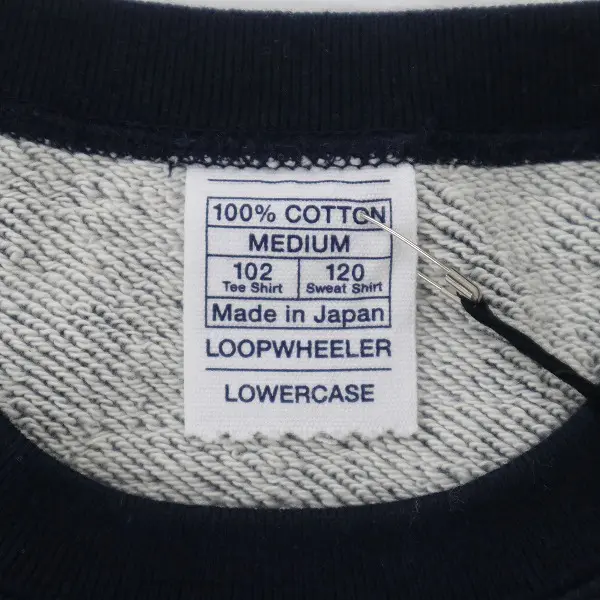 100% COTTON
MEDIUM
102 120
Tee Shirt Sweat Shirt
Made in Japan
LOOPWHEELER
LOWERCASE